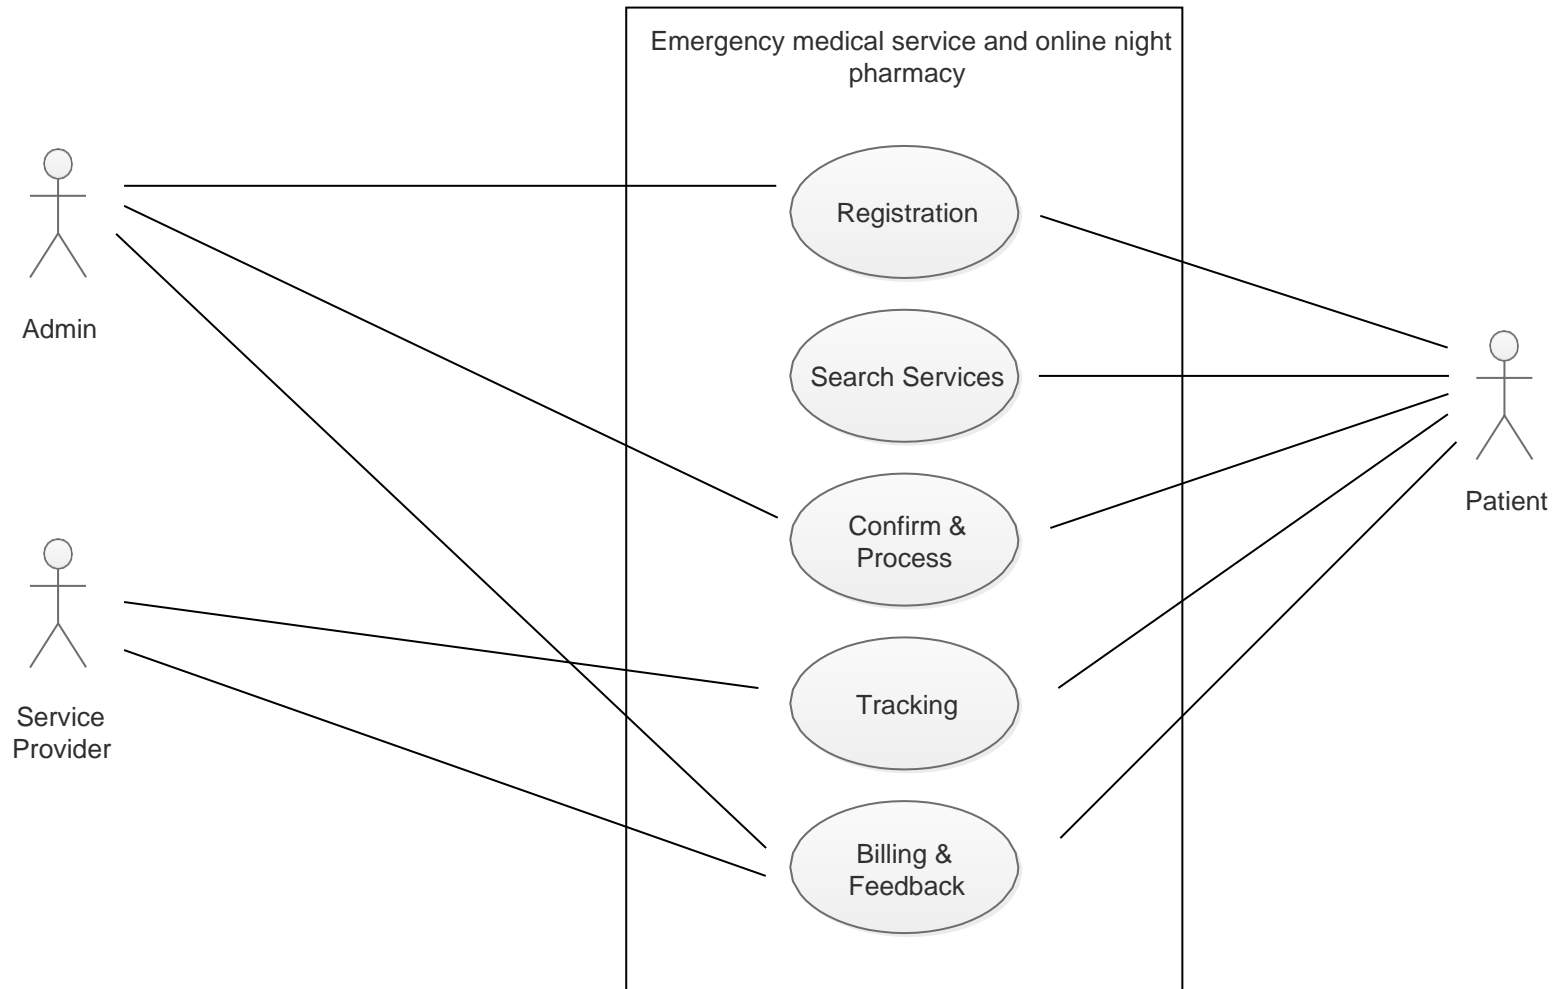 Emergency medical service and online night
pharmacy
Registration
Admin
Search Services
Patient
Confirm &
Process
Service
Provider
Tracking
Billing &
Feedback